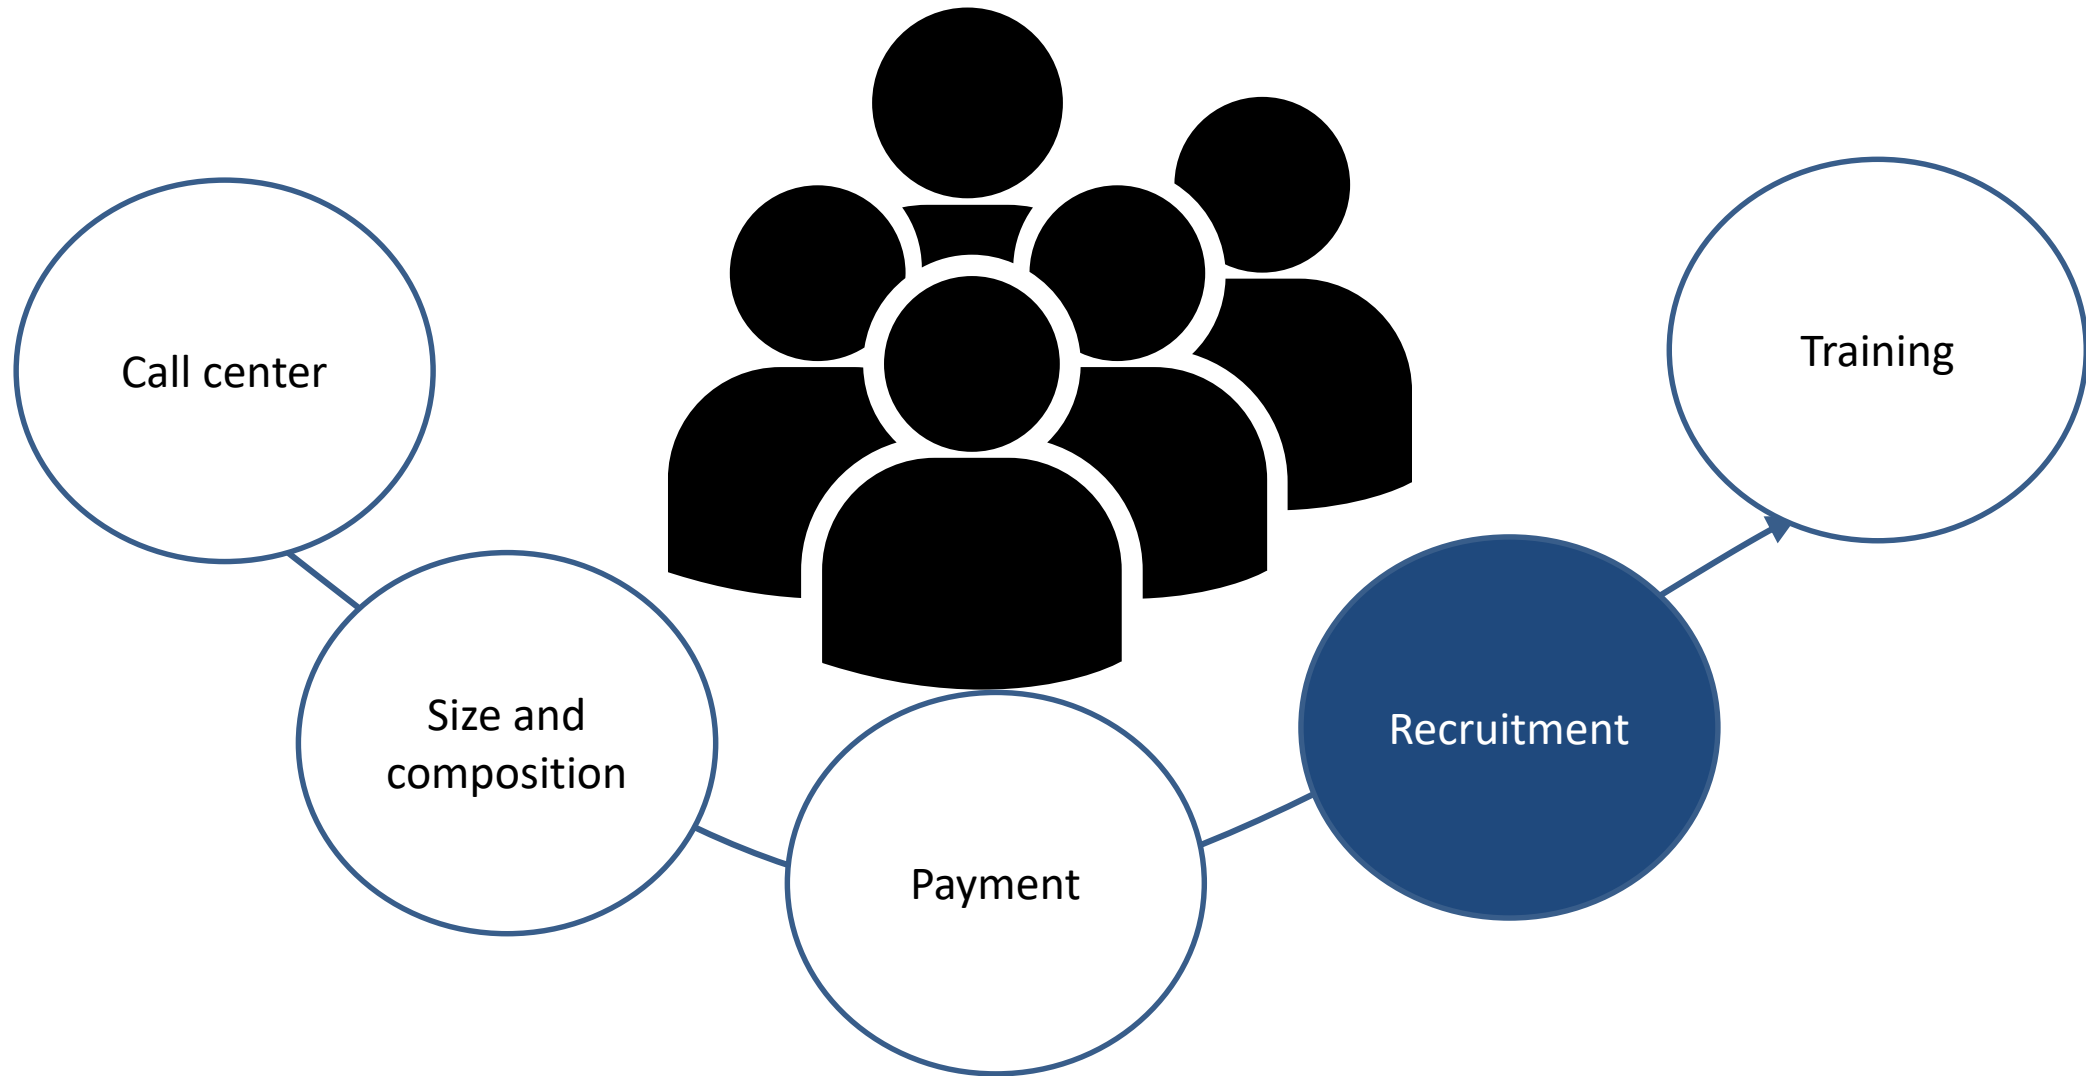 Call center
Size and
composition
Payment
Recruitment
Training